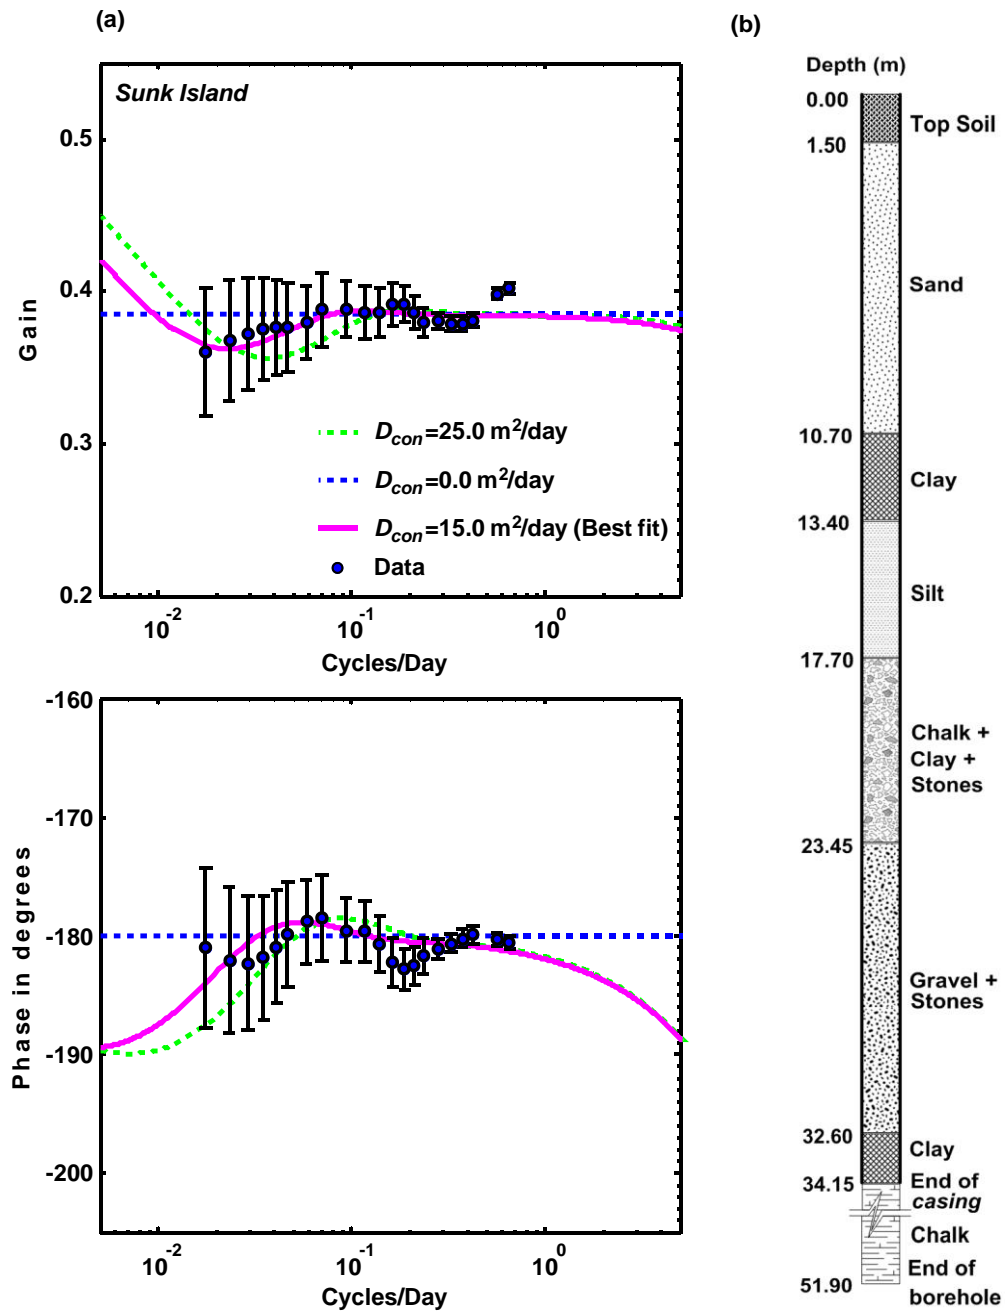 (a)
Sunk Island
0.5
0.4
0.3
0.2
Gain
D_con=25.0 m²/day
D_con=0.0 m²/day
D_con=15.0 m²/day (Best fit)
Data
10⁻² 10⁻¹ 10⁰
Cycles/Day
-160
-170
-180
-190
-200
Phase in degrees
10⁻² 10⁻¹ 10⁰
Cycles/Day
(b)
Depth (m)
0.00
Top Soil
1.50
Sand
10.70
Clay
13.40
Silt
17.70
Chalk +
Clay +
Stones
23.45
Gravel +
Stones
32.60
Clay
34.15
End of
casing
Chalk
End of
borehole
51.90